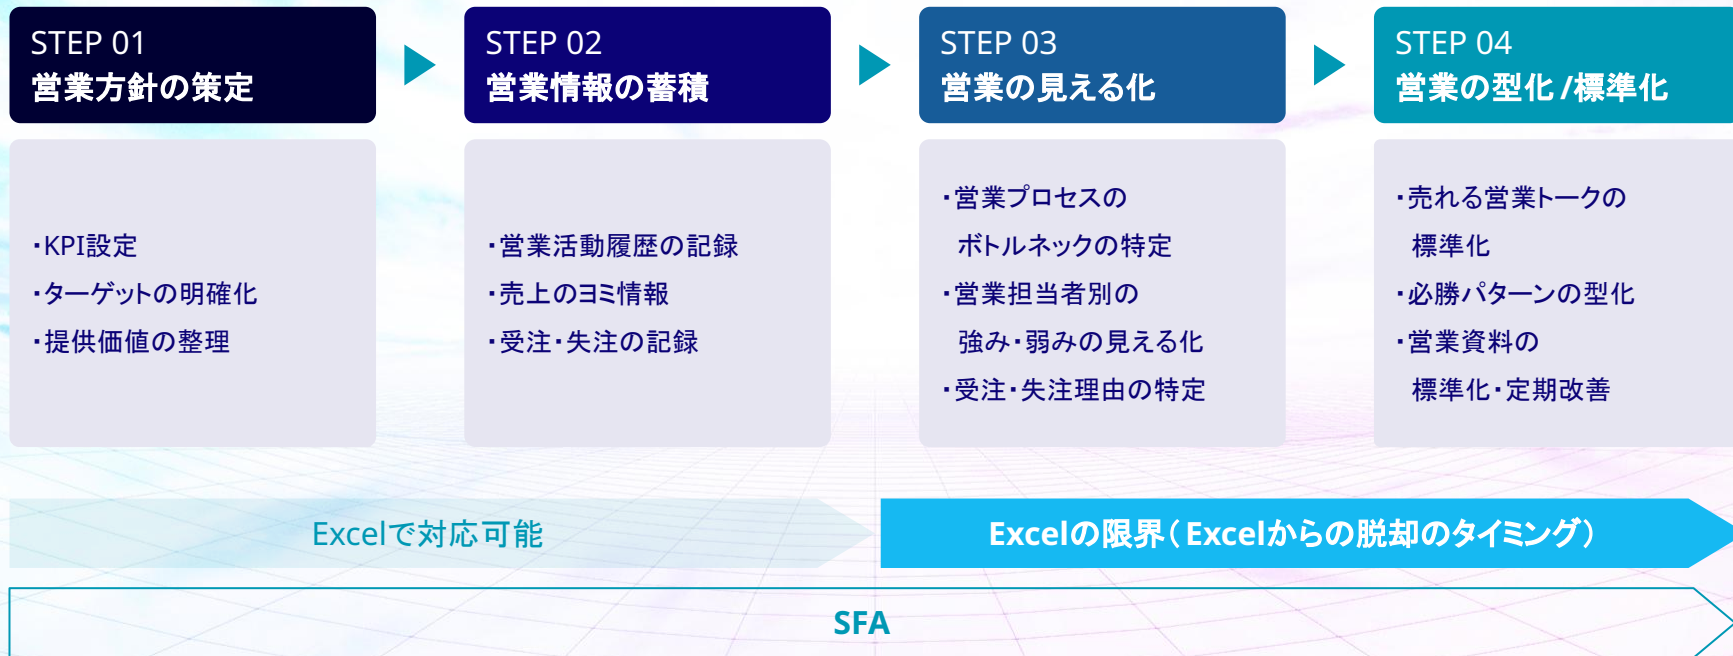 STEP 01
営業方針の策定
・KPI設定
・ターゲットの明確化
・提供価値の整理
STEP 02
営業情報の蓄積
・営業活動履歴の記録
・売上のヨミ情報
・受注・失注の記録
STEP 03
営業の見える化
・営業プロセスの
ボトルネックの特定
・営業担当者別の
強み・弱みの見える化
・受注・失注理由の特定
STEP 04
営業の型化/標準化
・売れる営業トークの
標準化
・必勝パターンの型化
・営業資料の
標準化・定期改善
Excelで対応可能
Excelの限界（Excelからの脱却のタイミング）
SFA